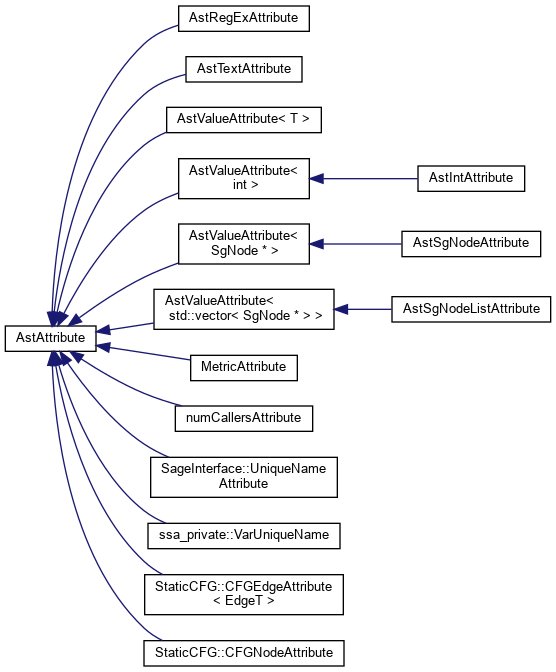 AstRegExAttribute
AstTextAttribute
AstValueAttribute< T >
AstValueAttribute<
int >
AstIntAttribute
AstValueAttribute<
SgNode * >
AstSgNodeAttribute
AstValueAttribute<
std::vector< SgNode * > >
AstSgNodeListAttribute
AstAttribute
MetricAttribute
numCallersAttribute
SageInterface::UniqueName
Attribute
ssa_private::VarUniqueName
StaticCFG::CFGEdgeAttribute
< EdgeT >
StaticCFG::CFGNodeAttribute